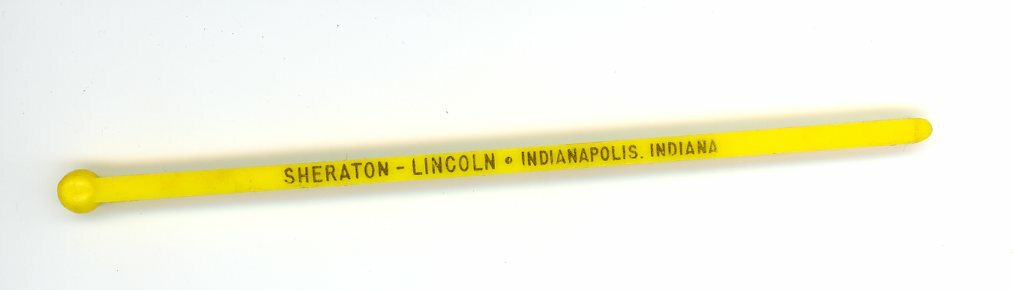 SHERATON - LINCOLN • INDIANAPOLIS. INDIANA